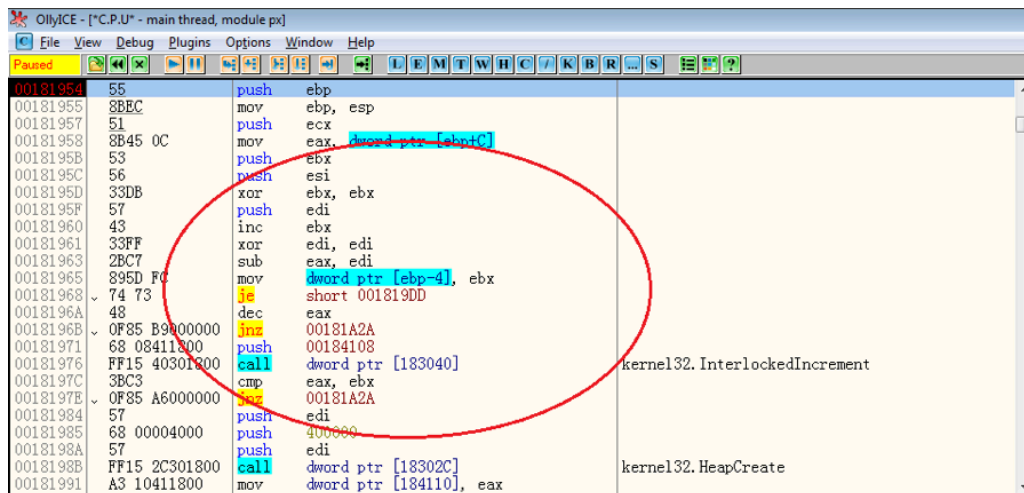 OllyICE - [*C.P.U* - main thread, module px]
C File View Debug Plugins Options Window Help
Paused L E M T W H C / K B R ... S ?
00181954 55 push ebp
00181955 8BEC mov ebp, esp
00181957 51 push ecx
00181958 8B45 0C mov eax, dword ptr [ebp+C]
0018195B 53 push ebx
0018195C 56 push esi
0018195D 33DB xor ebx, ebx
0018195F 57 push edi
00181960 43 inc ebx
00181961 33FF xor edi, edi
00181963 2BC7 sub eax, edi
00181965 895D FC mov dword ptr [ebp-4], ebx
00181968 74 73 je short 001819DD
0018196A 48 dec eax
0018196B 0F85 B9000000 jnz 00181A2A
00181971 68 08411800 push 00184108
00181976 FF15 40301800 call dword ptr [183040] kernel32.InterlockedIncrement
0018197C 3BC3 cmp eax, ebx
0018197E 0F85 A6000000 jnz 00181A2A
00181984 57 push edi
00181985 68 00004000 push 400000
0018198A 57 push edi
0018198B FF15 2C301800 call dword ptr [18302C] kernel32.HeapCreate
00181991 A3 10411800 mov dword ptr [184110], eax